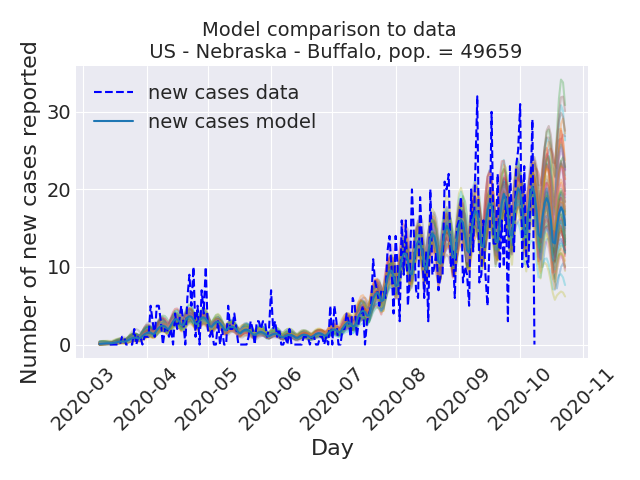 Model comparison to data
US - Nebraska - Buffalo, pop. = 49659
Number of new cases reported
30
20
10
0
new cases data
new cases model
2020-03
2020-04
2020-05
2020-06
2020-07
2020-08
2020-09
2020-10
2020-11
Day